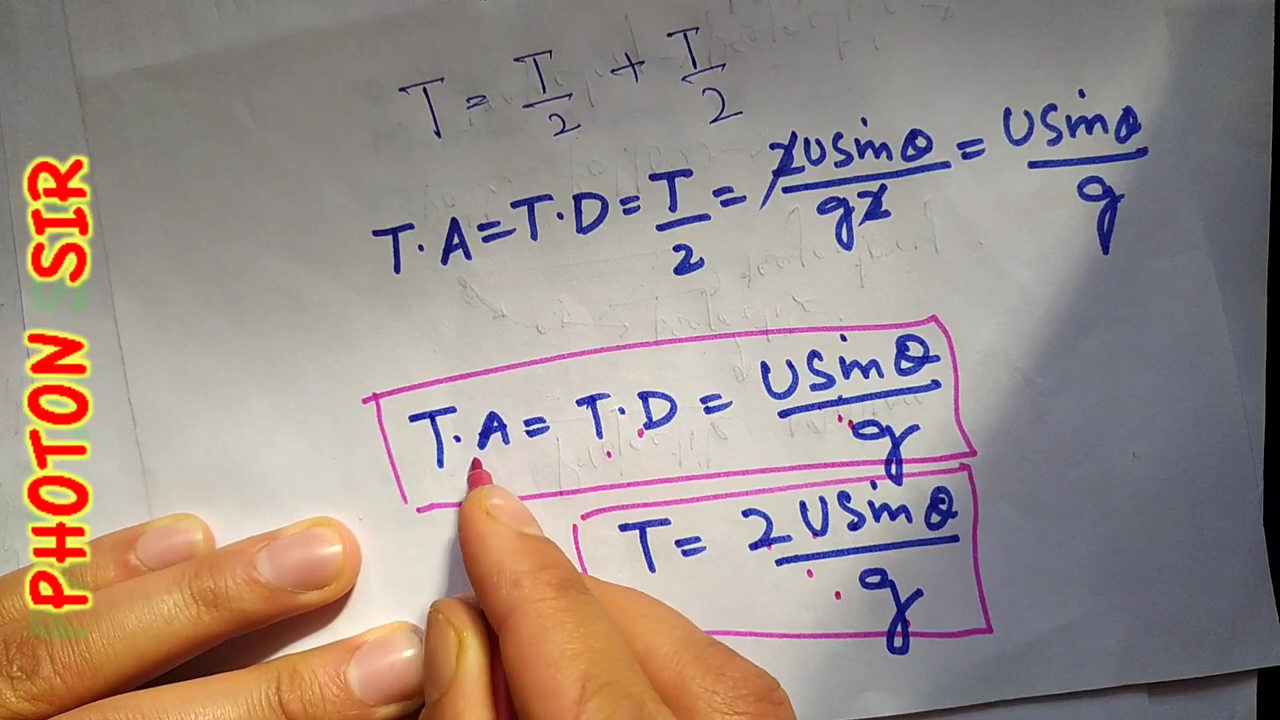 T = T/2 + T/2
T.A = T.D = T/2 = 2usinθ/g2 = usinθ/g
T.A = T.D = usinθ/g
T = 2usinθ/g
PHOTON SIR